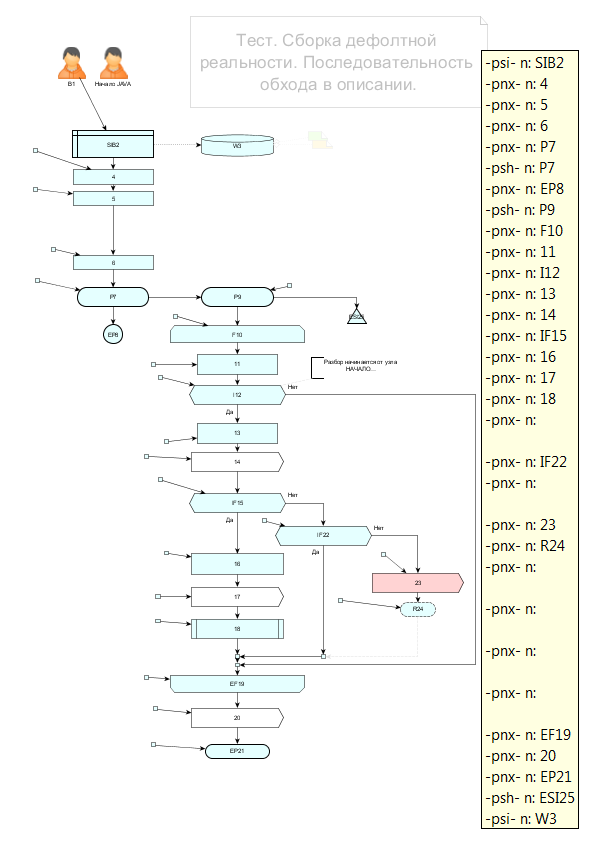 Тест. Сборка дефолтной
реальности. Последовательность
обхода в описании.
B1
Начало JAVA
SIB2
W3
4
5
6
P7
P9
EP8
F10
11
Разбор начинается от узла
НАЧАЛО...
I12
Нет
Да
13
14
IF15
Нет
Да
IF22
Нет
Да
16
23
17
R24
18
EF19
20
EP21
-psi- n: SIB2
-pnx- n: 4
-pnx- n: 5
-pnx- n: 6
-pnx- n: P7
-psh- n: P7
-pnx- n: EP8
-psh- n: P9
-pnx- n: F10
-pnx- n: 11
-pnx- n: I12
-pnx- n: 13
-pnx- n: 14
-pnx- n: IF15
-pnx- n: 16
-pnx- n: 17
-pnx- n: 18
-pnx- n:
-pnx- n: IF22
-pnx- n:
-pnx- n: 23
-pnx- n: R24
-pnx- n:
-pnx- n:
-pnx- n:
-pnx- n:
-pnx- n: EF19
-pnx- n: 20
-pnx- n: EP21
-psh- n: ESI25
-psi- n: W3